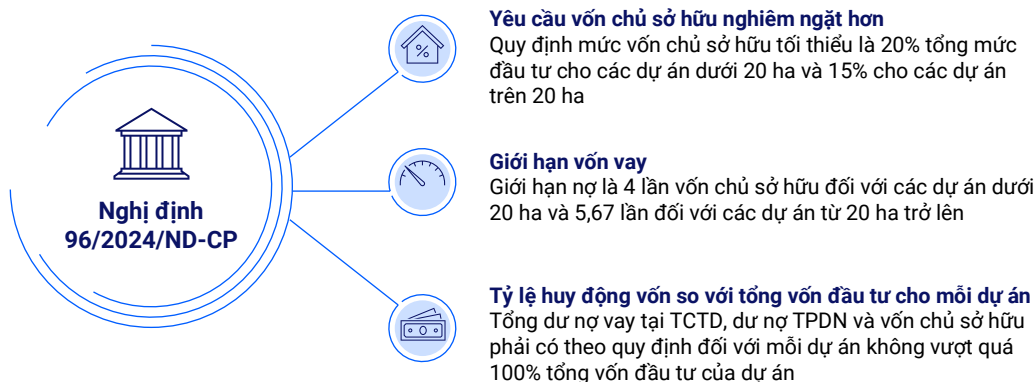 Nghị định
96/2024/ND-CP
Yêu cầu vốn chủ sở hữu nghiêm ngặt hơn
Quy định mức vốn chủ sở hữu tối thiểu là 20% tổng mức
đầu tư cho các dự án dưới 20 ha và 15% cho các dự án
trên 20 ha
Giới hạn vốn vay
Giới hạn nợ là 4 lần vốn chủ sở hữu đối với các dự án dưới
20 ha và 5,67 lần đối với các dự án từ 20 ha trở lên
Tỷ lệ huy động vốn so với tổng vốn đầu tư cho mỗi dự án
Tổng dư nợ vay tại TCTD, dư nợ TPDN và vốn chủ sở hữu
phải có theo quy định đối với mỗi dự án không vượt quá
100% tổng vốn đầu tư của dự án